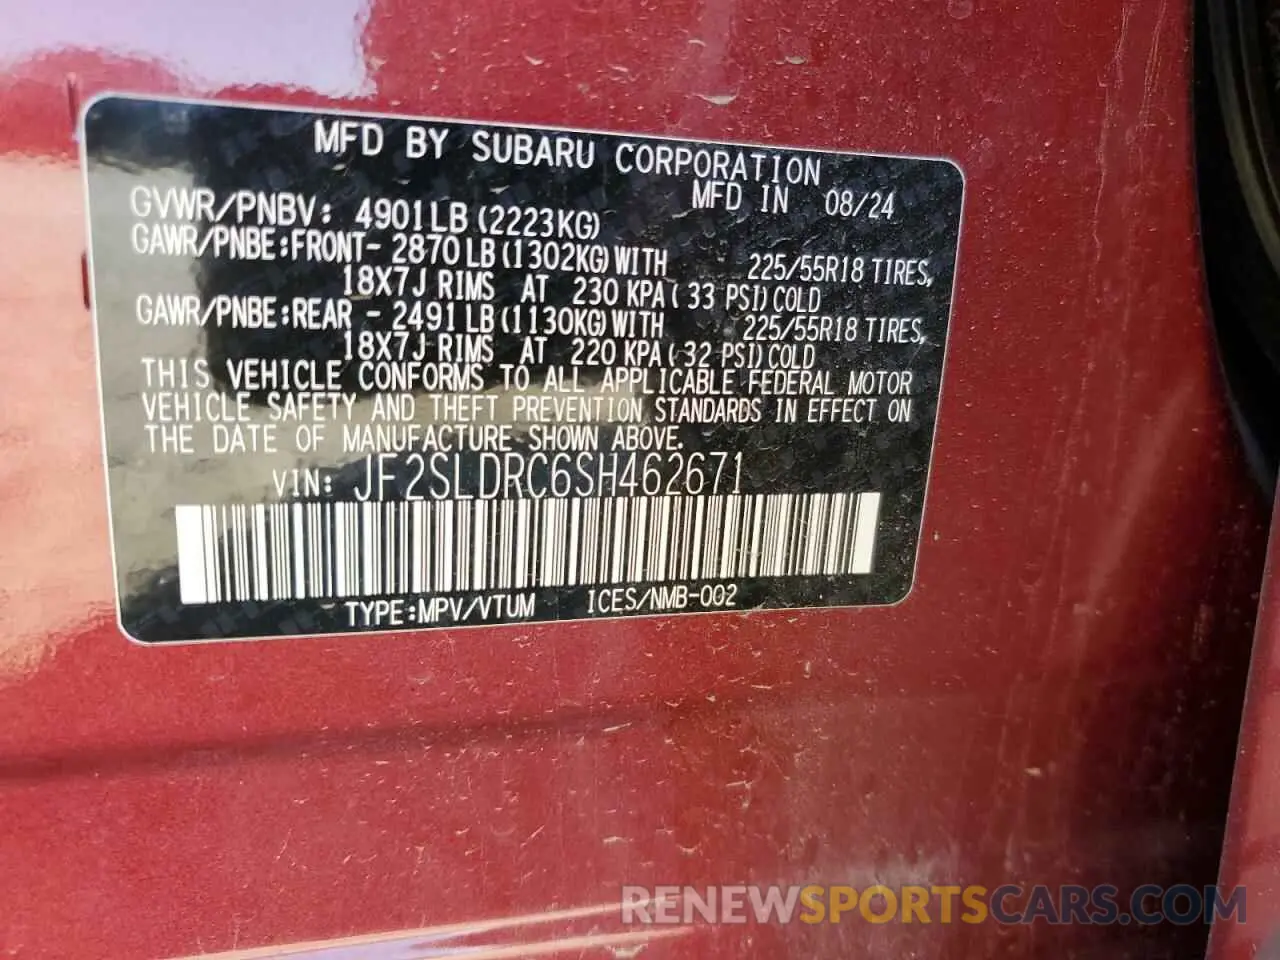 MFD BY SUBARU CORPORATION
MFD IN 08/24
GVWR/PNBV: 4901LB (2223KG)
GAWR/PNBE:FRONT- 2870LB (1302KG) WITH 225/55R18 TIRES,
18X7J RIMS AT 230 KPA ( 33 PSI) COLD
GAWR/PNBE:REAR - 2491LB (1130KG) WITH 225/55R18 TIRES,
18X7J RIMS AT 220 KPA ( 32 PSI) COLD
THIS VEHICLE CONFORMS TO ALL APPLICABLE FEDERAL MOTOR
VEHICLE SAFETY AND THEFT PREVENTION STANDARDS IN EFFECT ON
THE DATE OF MANUFACTURE SHOWN ABOVE.
VIN: JF2SLDRC6SH462671
TYPE:MPV/VTUM ICES/NMB-002
RENEWSPORTSCARS.COM